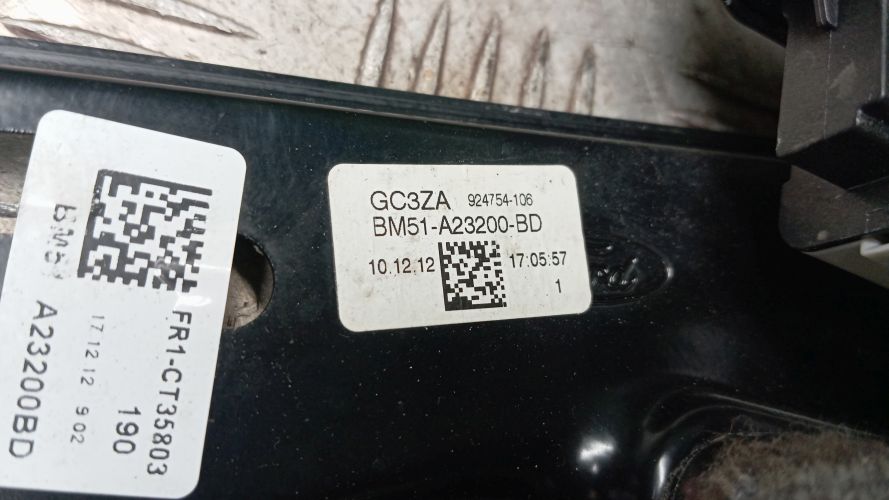 GC3ZA 924754-106
BM51-A23200-BD
10.12.12 17:05:57
1
FR1-CT35803
190
17 12 12 9 02
A23200BD